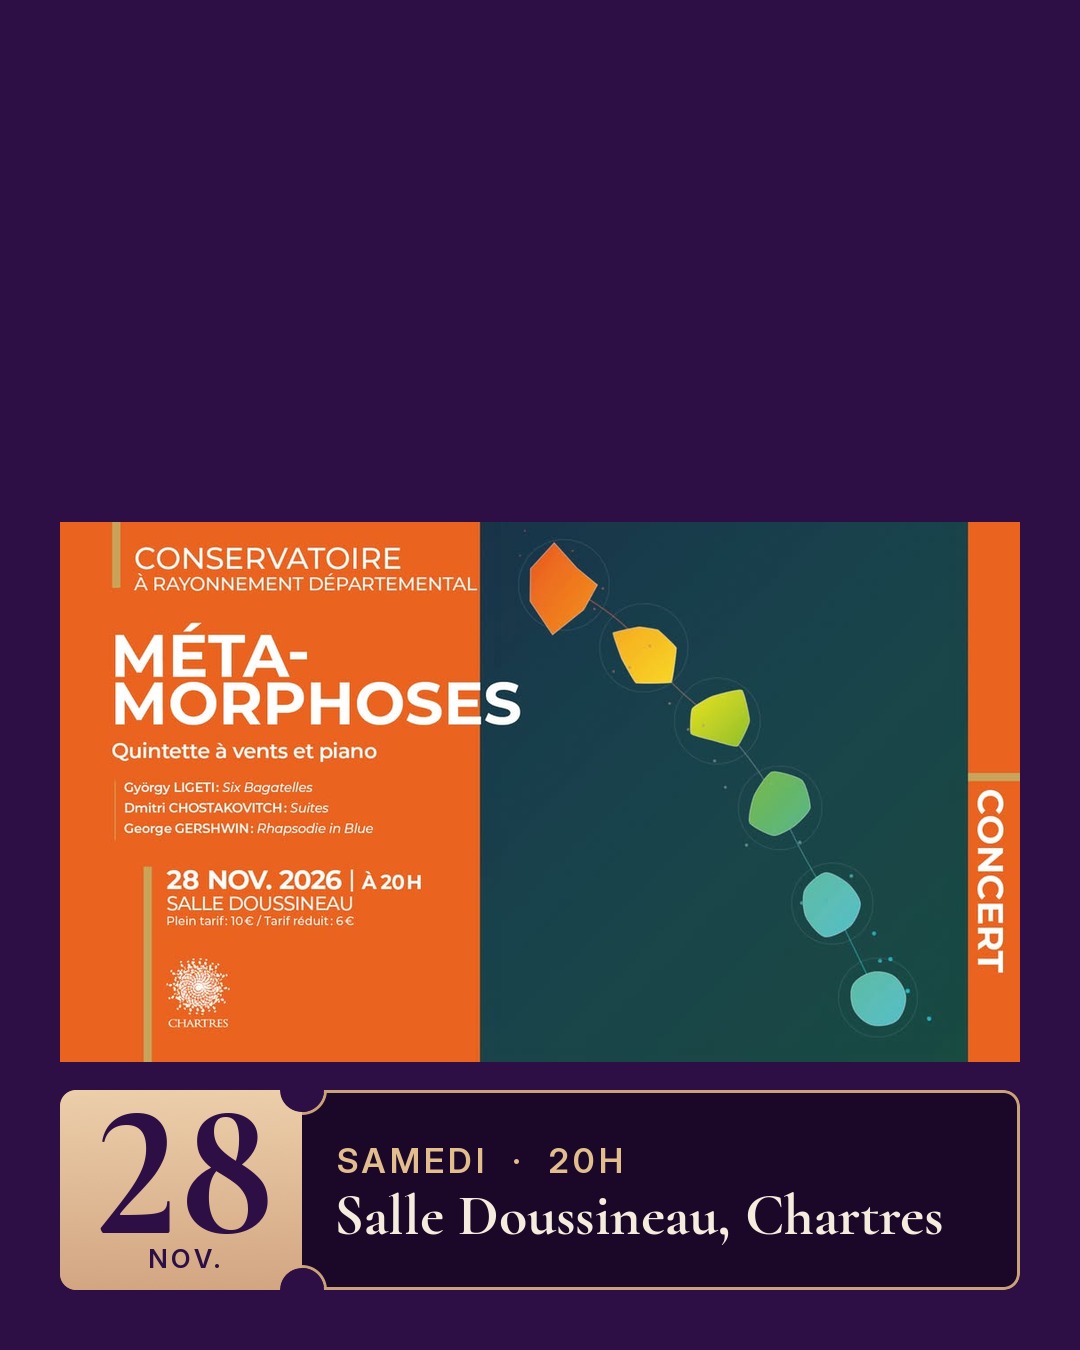 CONSERVATOIRE
À RAYONNEMENT DÉPARTEMENTAL
MÉTA-
MORPHOSES
Quintette à vents et piano
György LIGETI : Six Bagatelles
Dmitri CHOSTAKOVITCH : Suites
George GERSHWIN : Rhapsodie in Blue
28 NOV. 2026 | À 20H
SALLE DOUSSINEAU
Plein tarif : 10 € / Tarif réduit : 6 €
CHARTRES
CONCERT
28
NOV.
SAMEDI · 20H
Salle Doussineau, Chartres